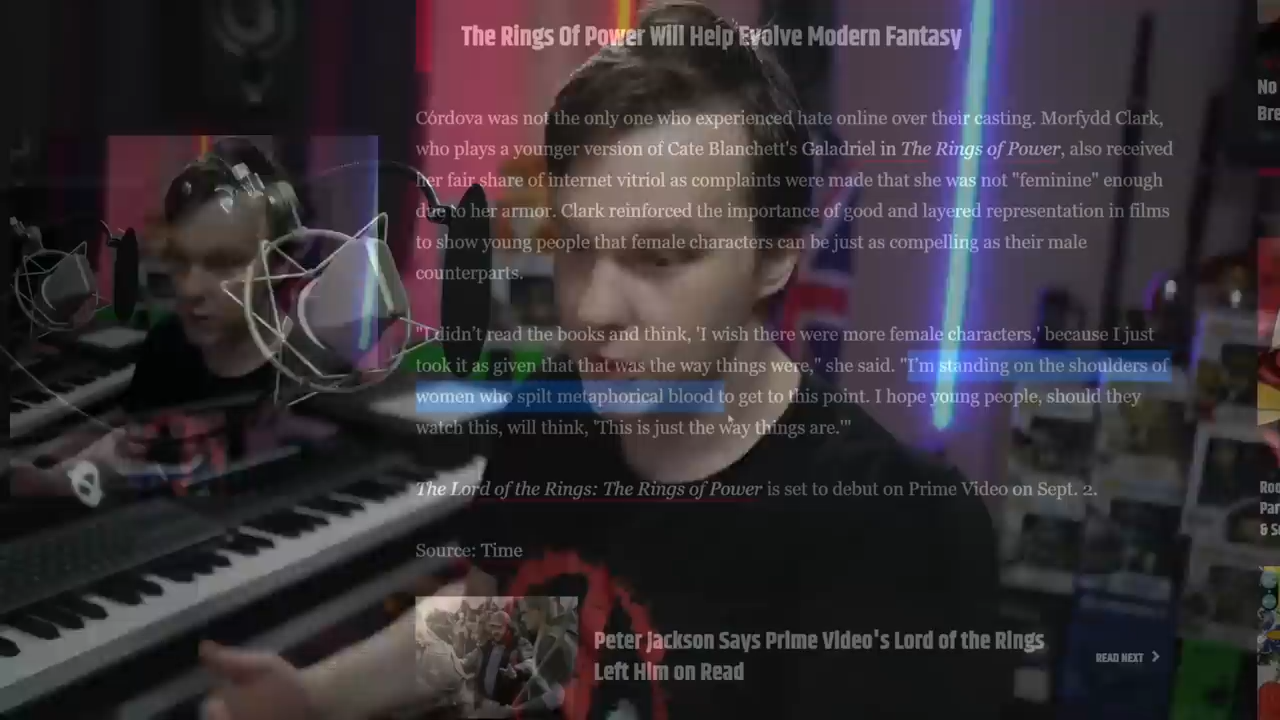 The Rings Of Power Will Help Evolve Modern Fantasy
Córdova was not the only one who experienced hate online over their casting. Morfydd Clark,
who plays a younger version of Cate Blanchett's Galadriel in The Rings of Power, also received
her fair share of internet vitriol as complaints were made that she was not "feminine" enough
due to her armor. Clark reinforced the importance of good and layered representation in films
to show young people that female characters can be just as compelling as their male
counterparts.
"I didn't read the books and think, 'I wish there were more female characters,' because I just
took it as given that that was the way things were," she said. "I'm standing on the shoulders of
women who spilt metaphorical blood to get to this point. I hope young people, should they
watch this, will think, 'This is just the way things are.'"
The Lord of the Rings: The Rings of Power is set to debut on Prime Video on Sept. 2.
Source: Time
Peter Jackson Says Prime Video's Lord of the Rings
Left Him on Read
READ NEXT
No